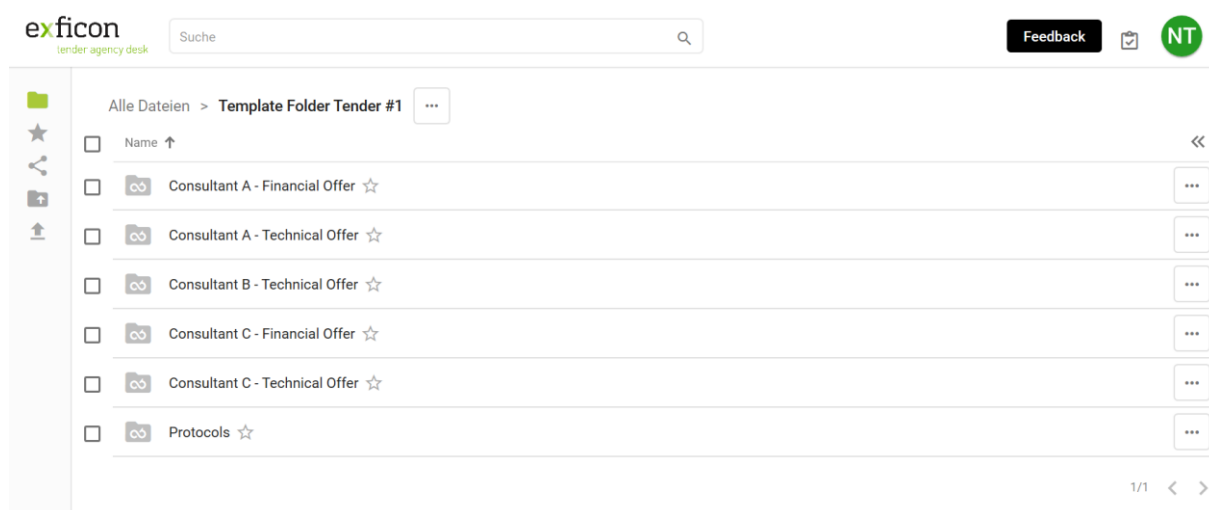 exficon
tender agency desk
Suche
Feedback
NT
Alle Dateien > Template Folder Tender #1 ...
Name ↑
Consultant A - Financial Offer
Consultant A - Technical Offer
Consultant B - Technical Offer
Consultant C - Financial Offer
Consultant C - Technical Offer
Protocols
1/1 < >